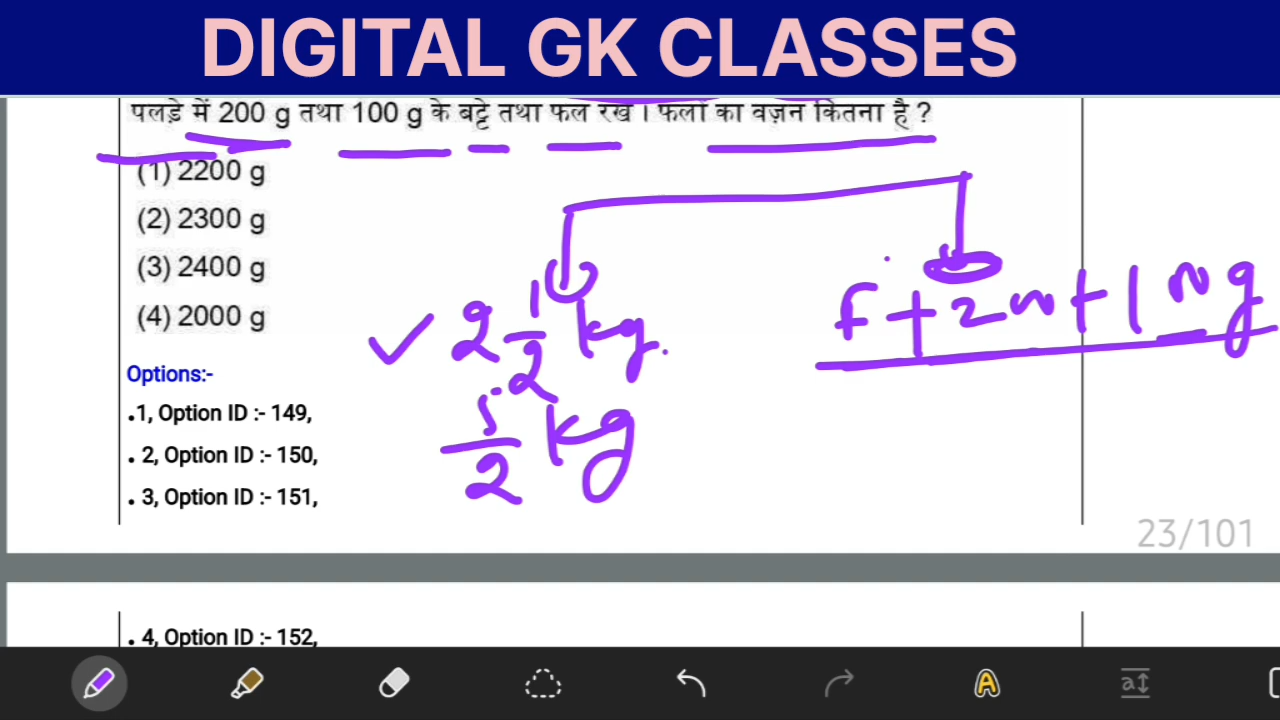 DIGITAL GK CLASSES
पलड़े में 200 g तथा 100 g के बट्टे तथा फल रखे । फलों का वज़न कितना है ?
(1) 2200 g
(2) 2300 g
(3) 2400 g
(4) 2000 g
2 1/2 kg.
f + 200 + 100 g
5/2 kg
Options:-
.1, Option ID :- 149,
. 2, Option ID :- 150,
. 3, Option ID :- 151,
23/101
. 4, Option ID :- 152,
A
a